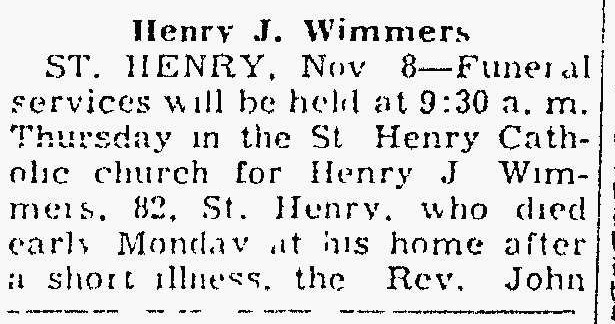 Henry J. Wimmers
ST. HENRY, Nov 8—Funeral
services will be held at 9:30 a. m.
Thursday in the St Henry Cath-
olic church for Henry J Wim-
mers, 82, St. Henry, who died
early Monday at his home after
a short illness, the Rev. John